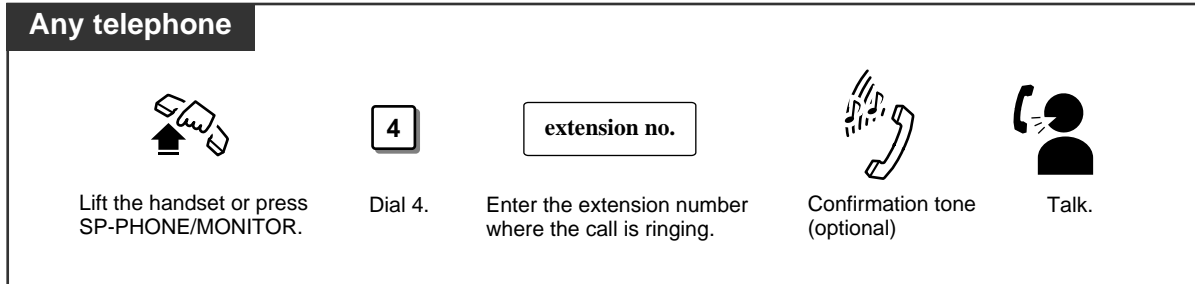 Any telephone
4
extension no.
Lift the handset or press
SP-PHONE/MONITOR.
Dial 4.
Enter the extension number
where the call is ringing.
Confirmation tone
(optional)
Talk.